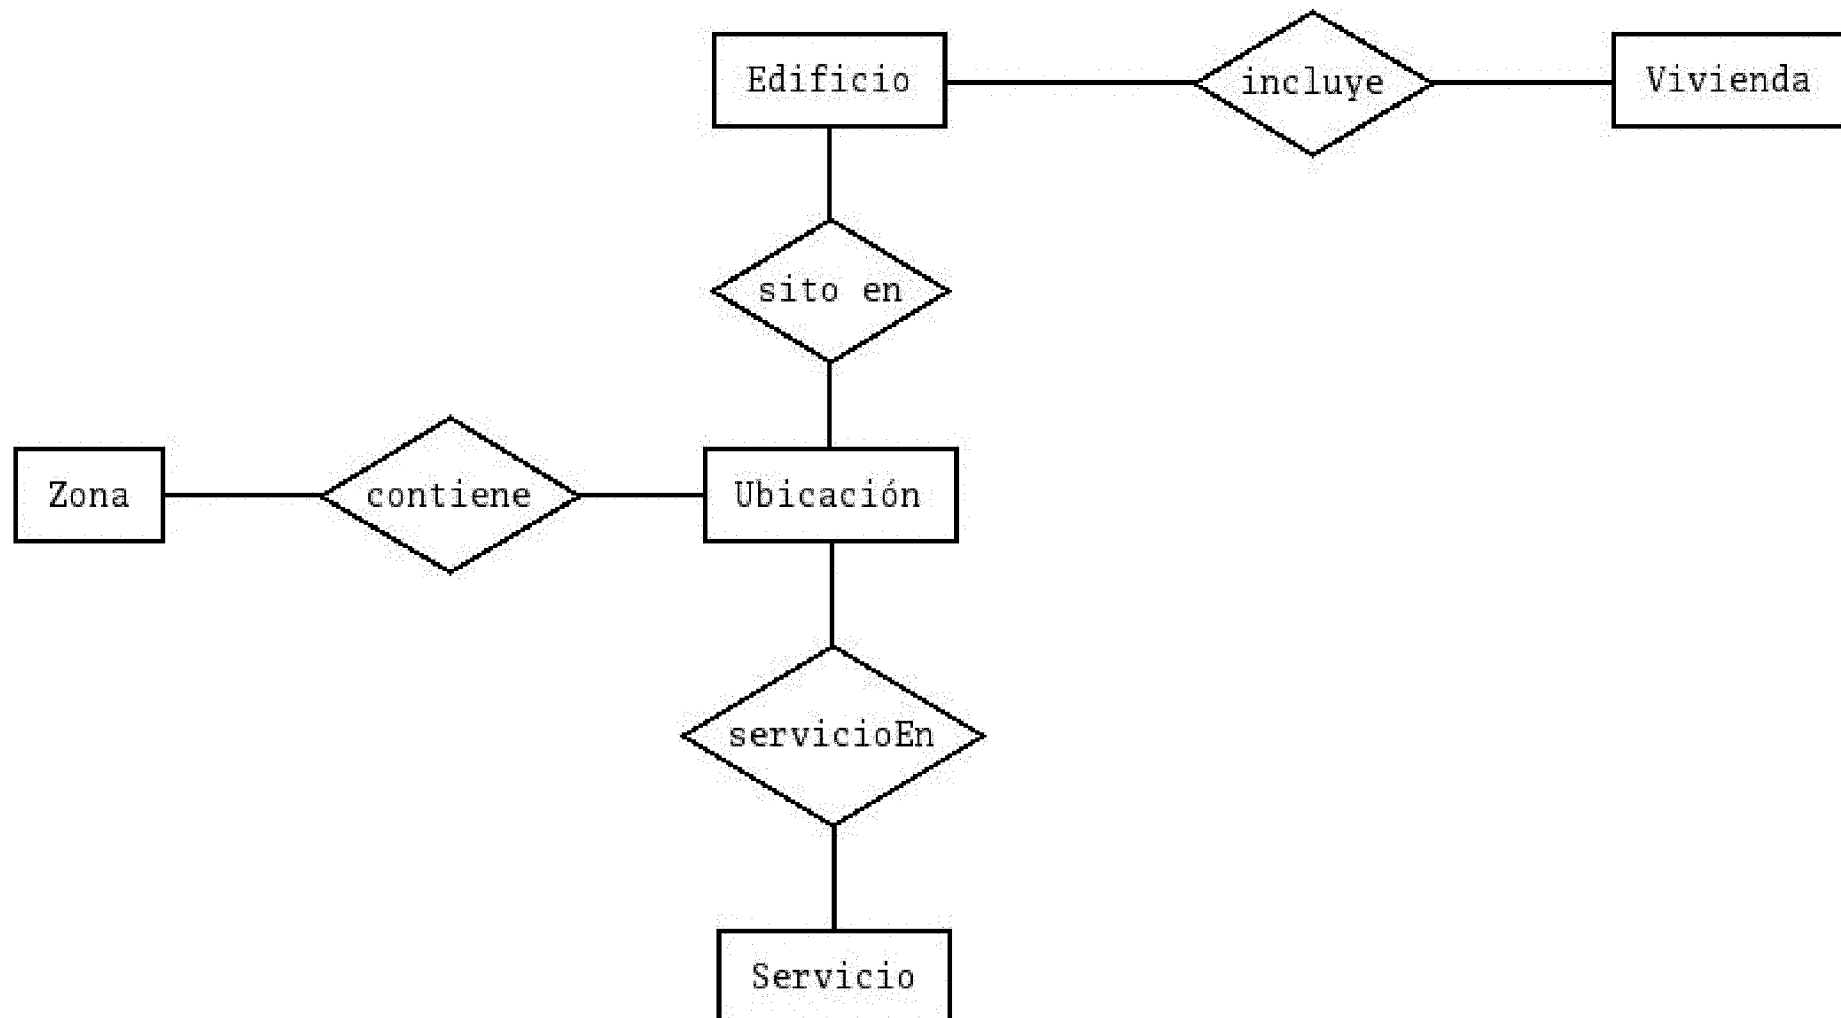 Edificio
incluye
Vivienda
sito en
Zona
contiene
Ubicación
servicioEn
Servicio